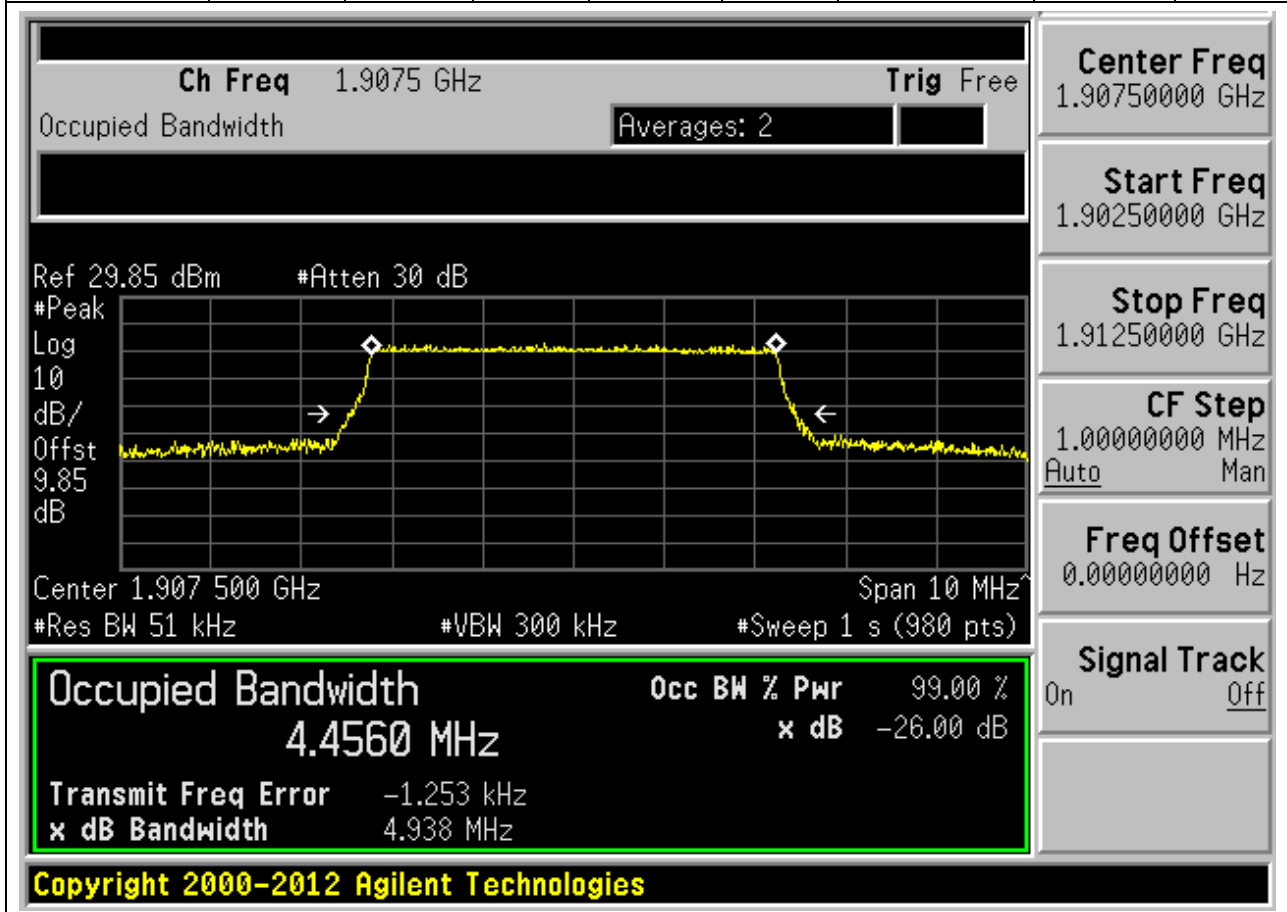 Ch Freq 1.9075 GHz Trig Free
Occupied Bandwidth Averages: 2
Ref 29.85 dBm #Atten 30 dB
#Peak
Log
10
dB/
Offst
9.85
dB
Center 1.907 500 GHz Span 10 MHz^
#Res BW 51 kHz #VBW 300 kHz #Sweep 1 s (980 pts)
Occupied Bandwidth Occ BW % Pwr 99.00 %
4.4560 MHz x dB -26.00 dB
Transmit Freq Error -1.253 kHz
x dB Bandwidth 4.938 MHz
Copyright 2000-2012 Agilent Technologies
Center Freq
1.90750000 GHz
Start Freq
1.90250000 GHz
Stop Freq
1.91250000 GHz
CF Step
1.00000000 MHz
Auto Man
Freq Offset
0.00000000 Hz
Signal Track
On Off